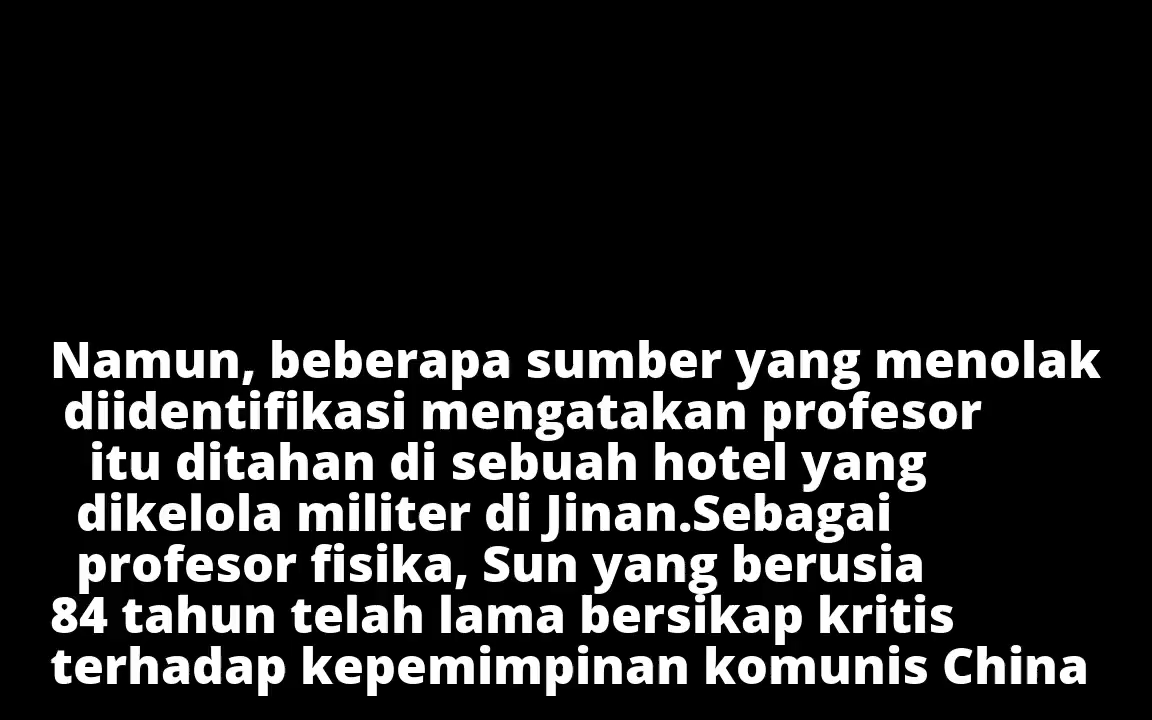 Namun, beberapa sumber yang menolak
diidentifikasi mengatakan profesor
itu ditahan di sebuah hotel yang
dikelola militer di Jinan.Sebagai
profesor fisika, Sun yang berusia
84 tahun telah lama bersikap kritis
terhadap kepemimpinan komunis China